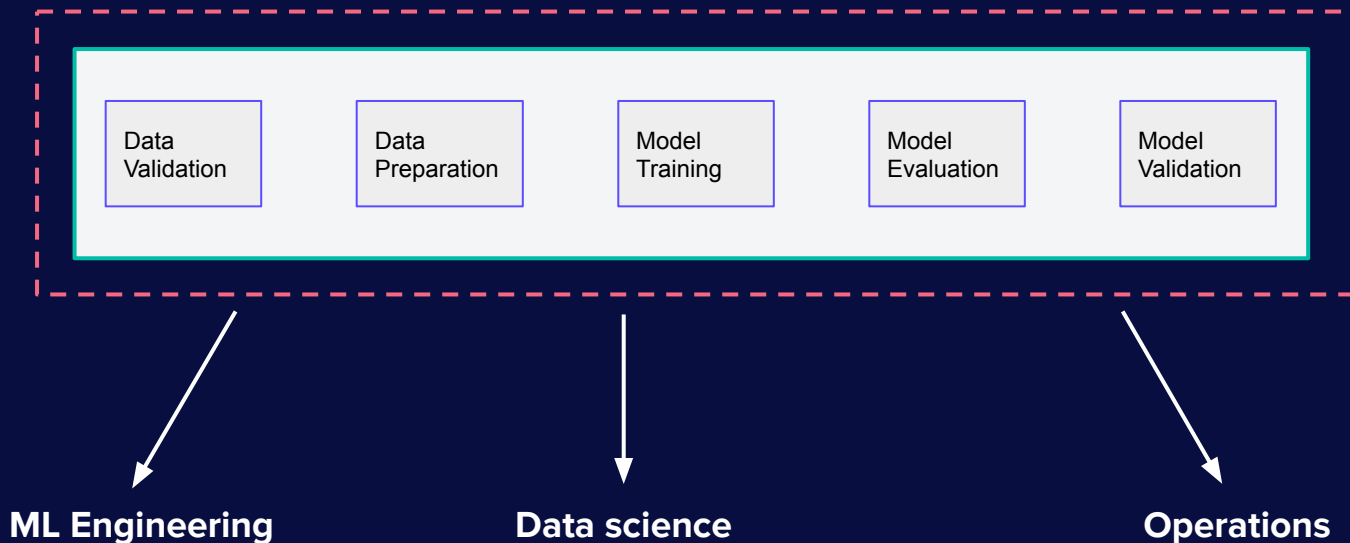 Data
Validation
Data
Preparation
Model
Training
Model
Evaluation
Model
Validation
ML Engineering
Data science
Operations